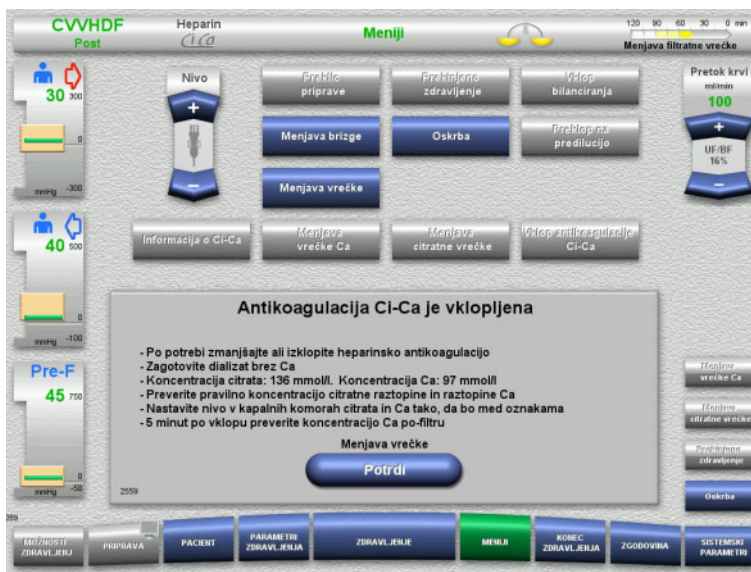 CVVHDF
Post
Heparin
Ci Ca
Meniji
120 90 60 30 0 min
Menjava filtratne vrečke
30 300
0
mmHg -300
Nivo
+
−
Preklic
priprave
Prekinjeno
zdravljenje
Vklop
bilanciranja
Menjava brizge
Oskrba
Preklop na
predilucijo
Menjava vrečke
Pretok krvi
ml/min
100
+
UF/BF
16%
−
40 500
0
mmHg -100
Informacija o Ci-Ca
Menjava
vrečke Ca
Menjava
citratne vrečke
Vklop antikoagulacije
Ci-Ca
Antikoagulacija Ci-Ca je vklopljena
- Po potrebi zmanjšajte ali izklopite heparinsko antikoagulacijo
- Zagotovite dializat brez Ca
- Koncentracija citrata: 136 mmol/l. Koncentracija Ca: 97 mmol/l
- Preverite pravilno koncentracijo citratne raztopine in raztopine Ca
- Nastavite nivo v kapalnih komorah citrata in Ca tako, da bo med oznakama
- 5 minut po vklopu preverite koncentracijo Ca po-filtru
Menjava vrečke
Potrdi
2559
Pre-F
45 750
0
mmHg -50
Menjava
vrečke Ca
Menjava
citratne vrečke
Prekinjeno
zdravljenje
Oskrba
MOŽNOSTI
ZDRAVLJENJ
PRIPRAVA
PACIENT
PARAMETRI
ZDRAVLJENJA
ZDRAVLJENJE
MENIJI
KONEC
ZDRAVLJENJA
ZGODOVINA
SISTEMSKI
PARAMETRI